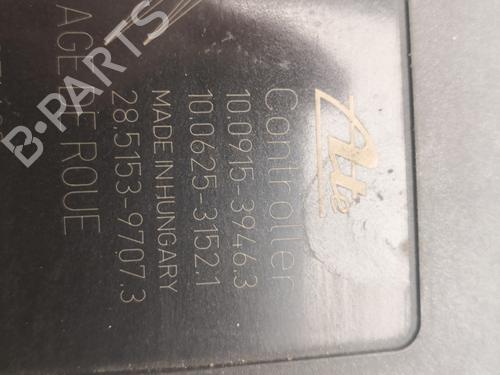 Ate
Controller
10.0915-3946.3
10.0625-3152.1
MADE IN HUNGARY
28.5153-9707.3
AGE DE ROUE
B-PARTS